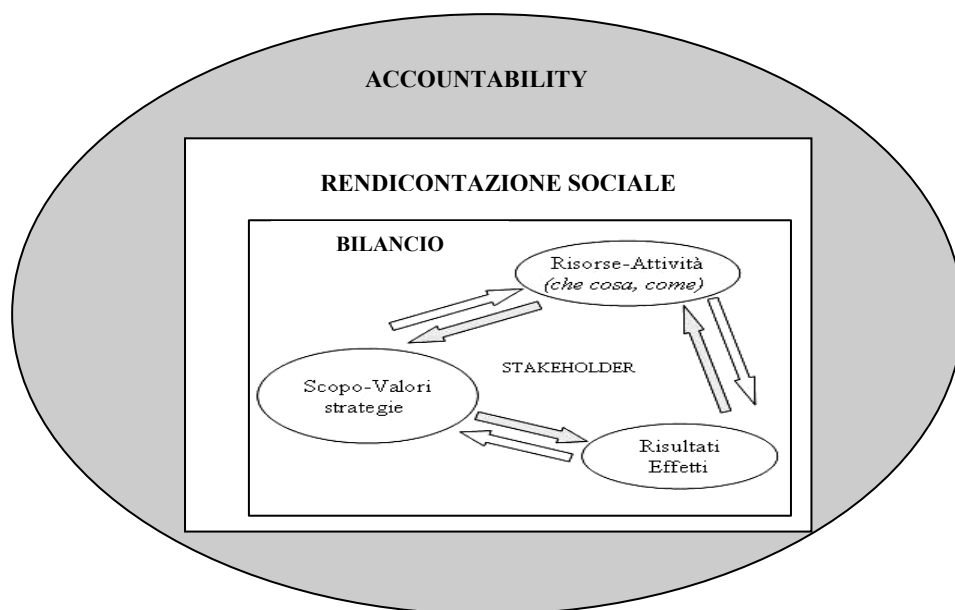 ACCOUNTABILITY
RENDICONTAZIONE SOCIALE
BILANCIO
Risorse-Attività
(che cosa, come)
STAKEHOLDER
Scopo-Valori
strategie
Risultati
Effetti